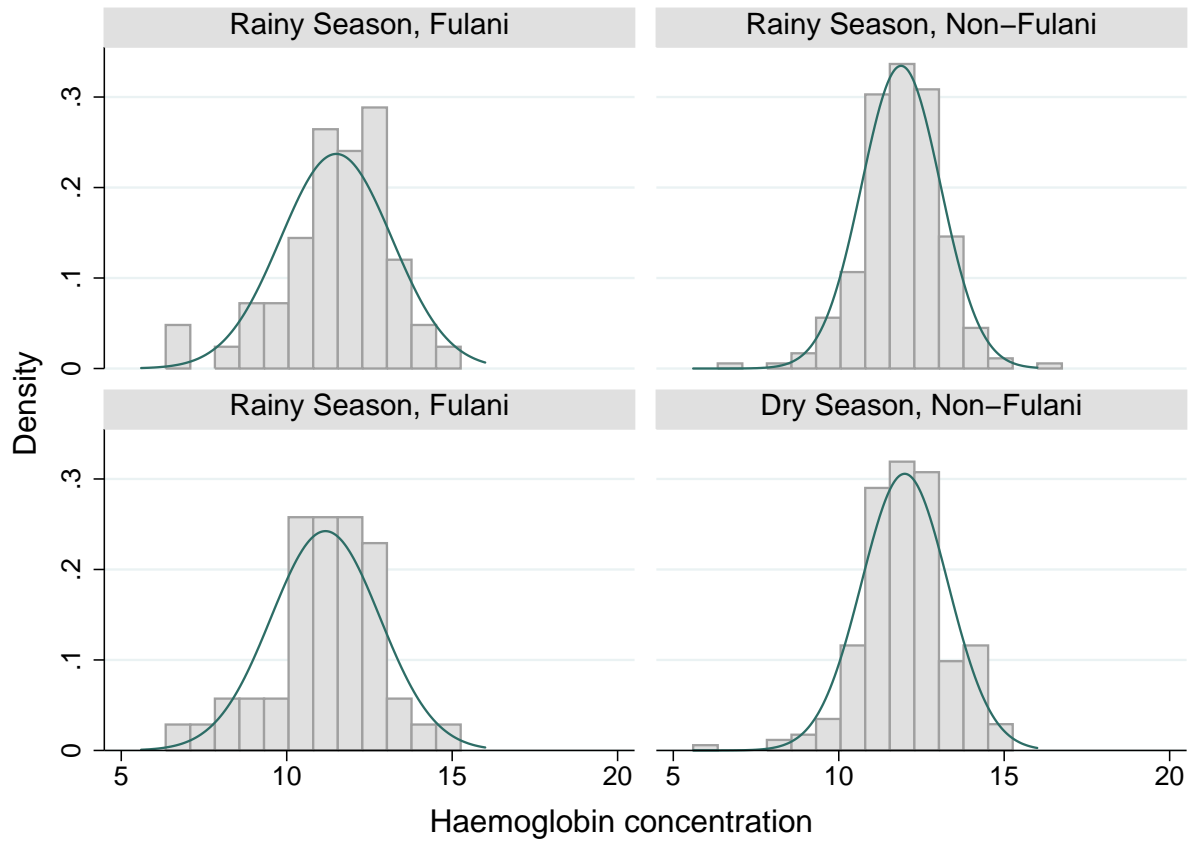 Rainy Season, Fulani
Rainy Season, Non−Fulani
.3
.2
.1
0
Density
Rainy Season, Fulani
Dry Season, Non−Fulani
.3
.2
.1
0
5 10 15 20
5 10 15 20
Haemoglobin concentration